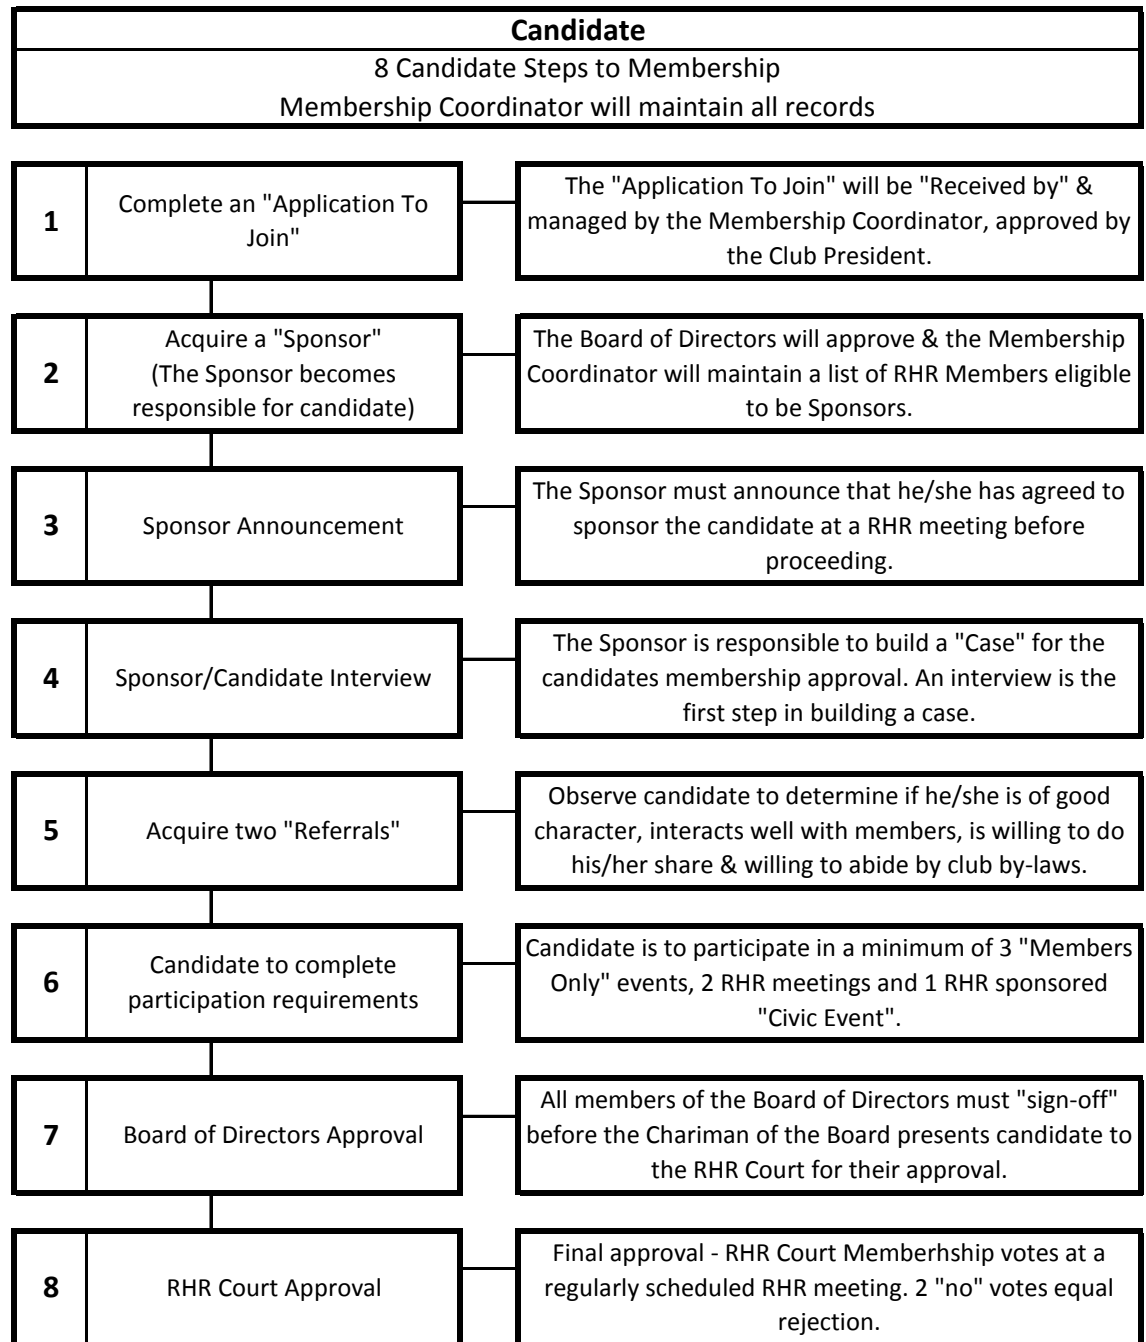 Candidate
8 Candidate Steps to Membership
Membership Coordinator will maintain all records
1
Complete an "Application To
Join"
The "Application To Join" will be "Received by" &
managed by the Membership Coordinator, approved by
the Club President.
2
Acquire a "Sponsor"
(The Sponsor becomes
responsible for candidate)
The Board of Directors will approve & the Membership
Coordinator will maintain a list of RHR Members eligible
to be Sponsors.
3
Sponsor Announcement
The Sponsor must announce that he/she has agreed to
sponsor the candidate at a RHR meeting before
proceeding.
4
Sponsor/Candidate Interview
The Sponsor is responsible to build a "Case" for the
candidates membership approval. An interview is the
first step in building a case.
5
Acquire two "Referrals"
Observe candidate to determine if he/she is of good
character, interacts well with members, is willing to do
his/her share & willing to abide by club by-laws.
6
Candidate to complete
participation requirements
Candidate is to participate in a minimum of 3 "Members
Only" events, 2 RHR meetings and 1 RHR sponsored
"Civic Event".
7
Board of Directors Approval
All members of the Board of Directors must "sign-off"
before the Chariman of the Board presents candidate to
the RHR Court for their approval.
8
RHR Court Approval
Final approval - RHR Court Memberhship votes at a
regularly scheduled RHR meeting. 2 "no" votes equal
rejection.